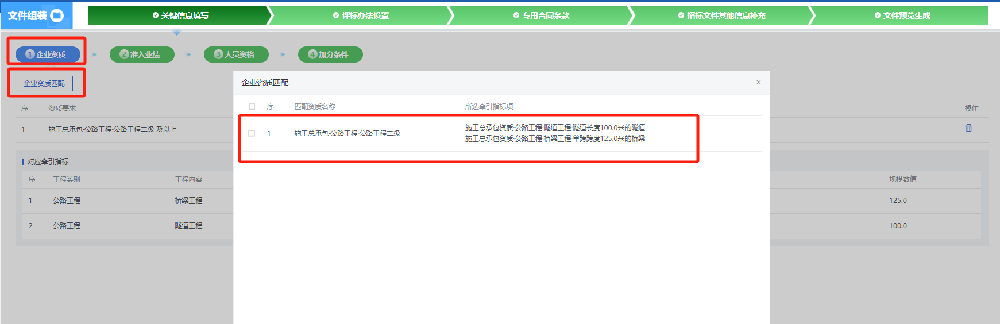 文件组装
关键信息填写
评标办法设置
专用合同条款
招标文件其他信息补充
文件预览生成
1 企业资质
2 准入业绩
3 人员资格
4 加分条件
企业资质匹配
序 资质要求 操作
1 施工总承包·公路工程·公路工程二级 及以上
对应牵引指标
序 工程类别 工程内容 规模数值
1 公路工程 桥梁工程 125.0
2 公路工程 隧道工程 100.0
企业资质匹配 ×
序 匹配资质名称 所选牵引指标项
1 施工总承包·公路工程·公路工程二级
施工总承包资质·公路工程·隧道工程·隧道长度100.0米的隧道
施工总承包资质·公路工程·桥梁工程·单跨跨度125.0米的桥梁